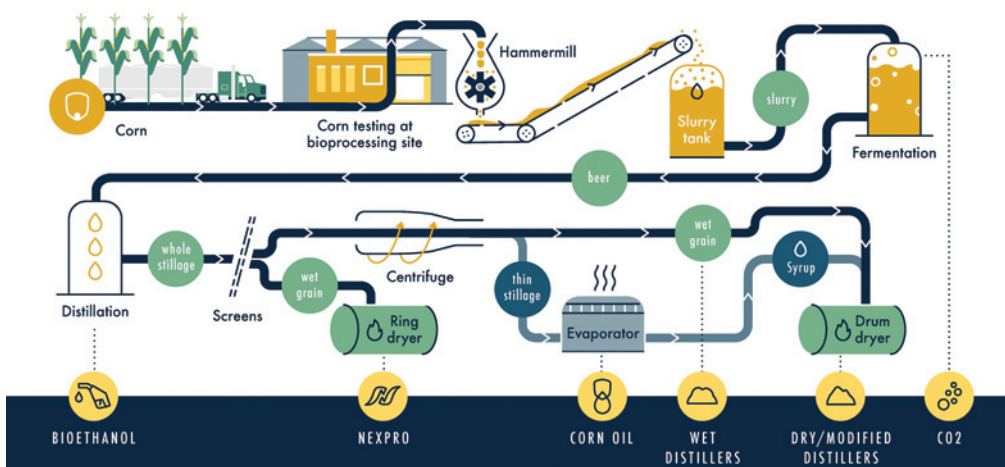 Hammermill
Corn
Corn testing at
bioprocessing site
Slurry
tank
slurry
Fermentation
beer
whole
stillage
Distillation
Screens
wet
grain
Ring
dryer
Centrifuge
thin
stillage
Evaporator
wet
grain
Syrup
Drum
dryer
BIOETHANOL
NEXPRO
CORN OIL
WET
DISTILLERS
DRY/MODIFIED
DISTILLERS
CO2